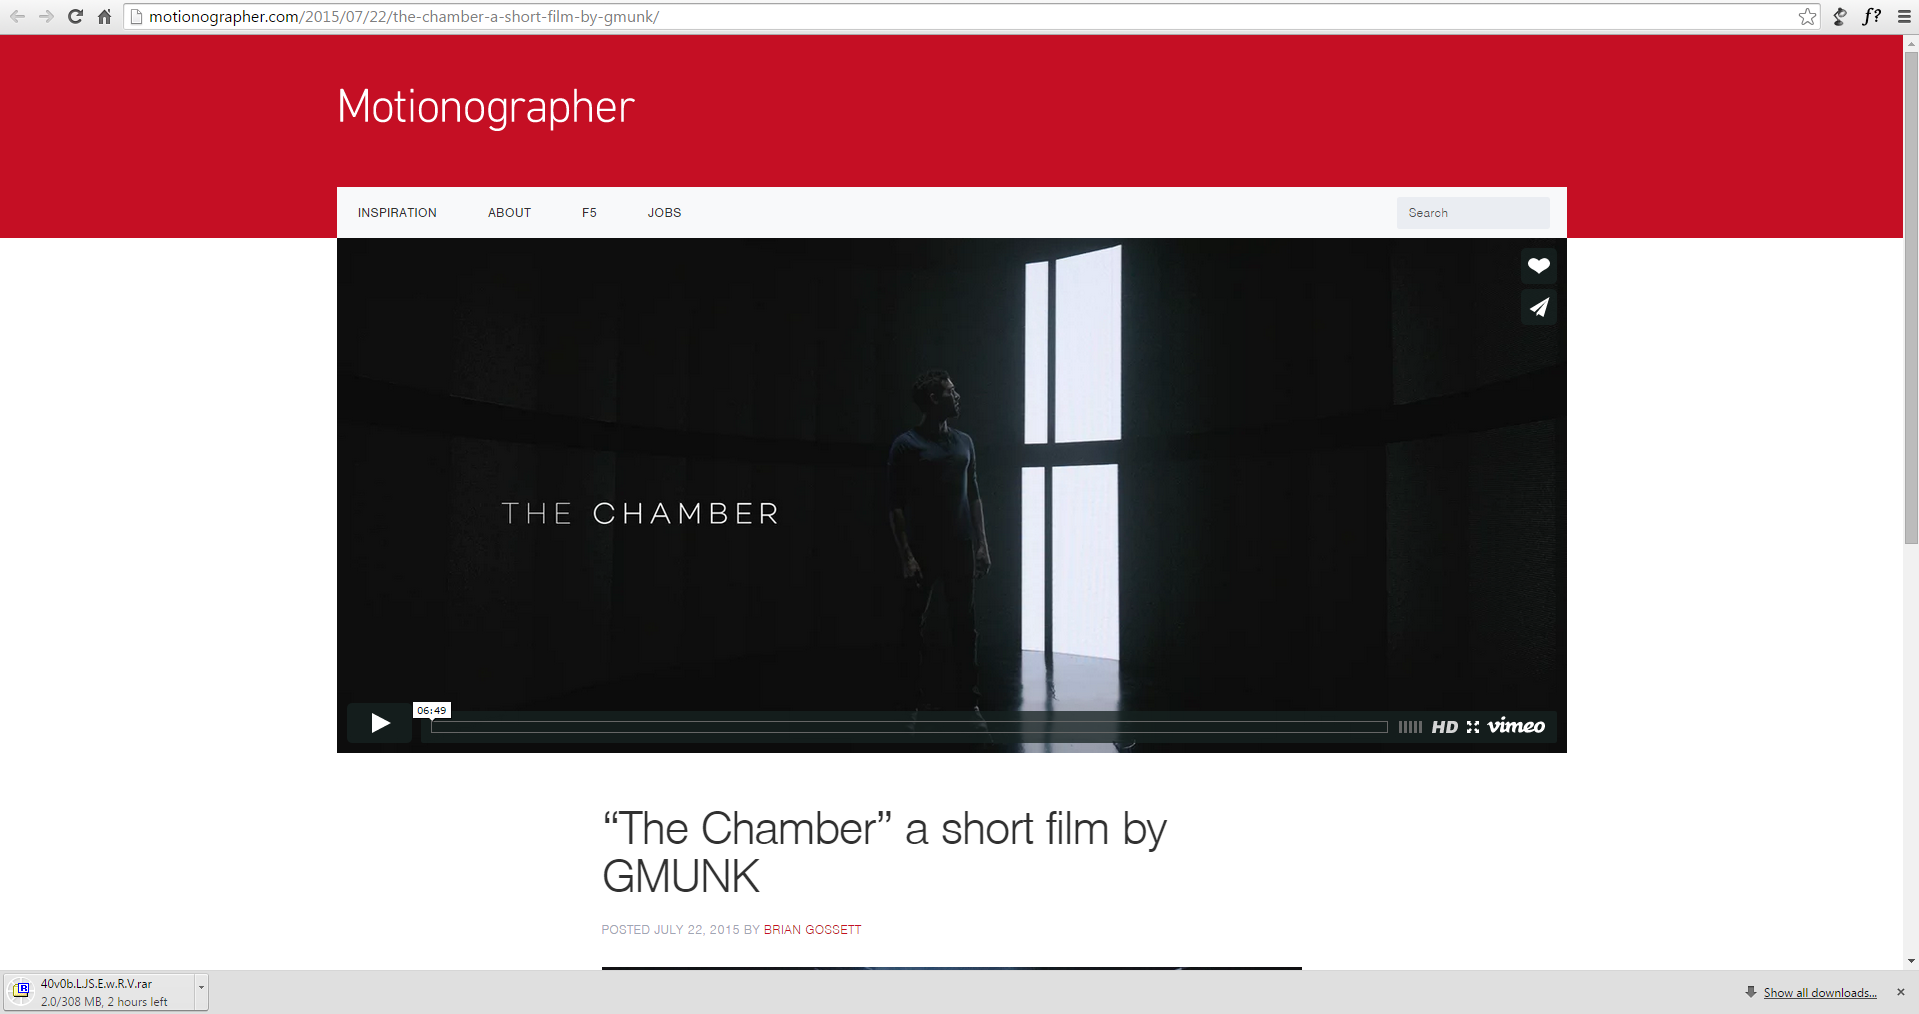 motionographer.com/2015/07/22/the-chamber-a-short-film-by-gmunk/
f?
Motionographer
INSPIRATION ABOUT F5 JOBS Search
THE CHAMBER
06:49
HD vimeo
“The Chamber” a short film by
GMUNK
POSTED JULY 22, 2015 BY BRIAN GOSSETT
40v0b.LJS.E.w.R.V.rar
2.0/308 MB, 2 hours left
Show all downloads...